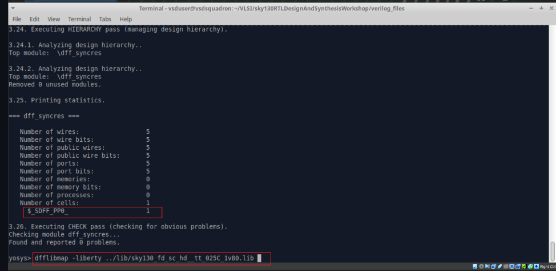 Terminal - vsduser@vsdsquadron: ~/VLSI/sky130RTLDesignAndSynthesisWorkshop/verilog_files
File Edit View Terminal Tabs Help
3.24. Executing HIERARCHY pass (managing design hierarchy).
3.24.1. Analyzing design hierarchy..
Top module:  \dff_syncres
3.24.2. Analyzing design hierarchy..
Top module:  \dff_syncres
Removed 0 unused modules.
3.25. Printing statistics.
=== dff_syncres ===
Number of wires: 5
Number of wire bits: 5
Number of public wires: 5
Number of public wire bits: 5
Number of ports: 5
Number of port bits: 5
Number of memories: 0
Number of memory bits: 0
Number of processes: 0
Number of cells: 1
$_SDFF_PP0_ 1
3.26. Executing CHECK pass (checking for obvious problems).
Checking module dff_syncres...
Found and reported 0 problems.
yosys> dfflibmap -liberty ../lib/sky130_fd_sc_hd__tt_025C_1v80.lib